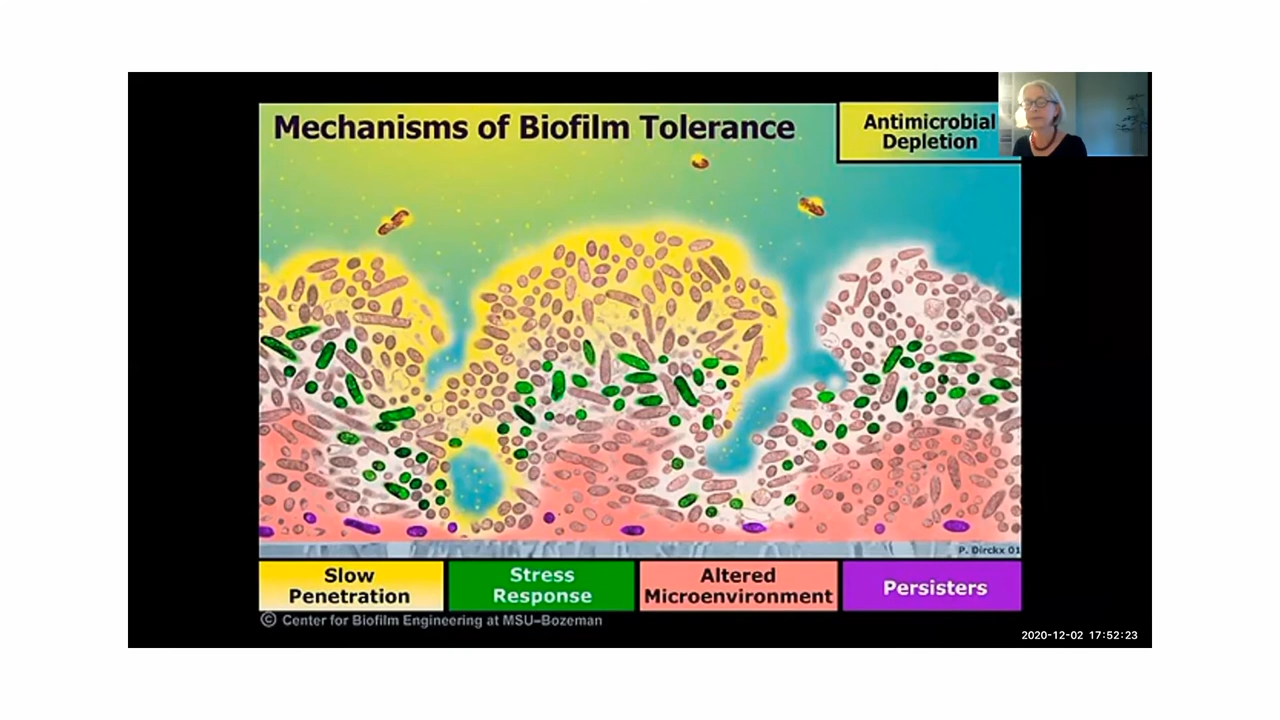 Mechanisms of Biofilm Tolerance
Antimicrobial
Depletion
P. Dirckx 01
Slow
Penetration
Stress
Response
Altered
Microenvironment
Persisters
© Center for Biofilm Engineering at MSU–Bozeman
2020-12-02 17:52:23